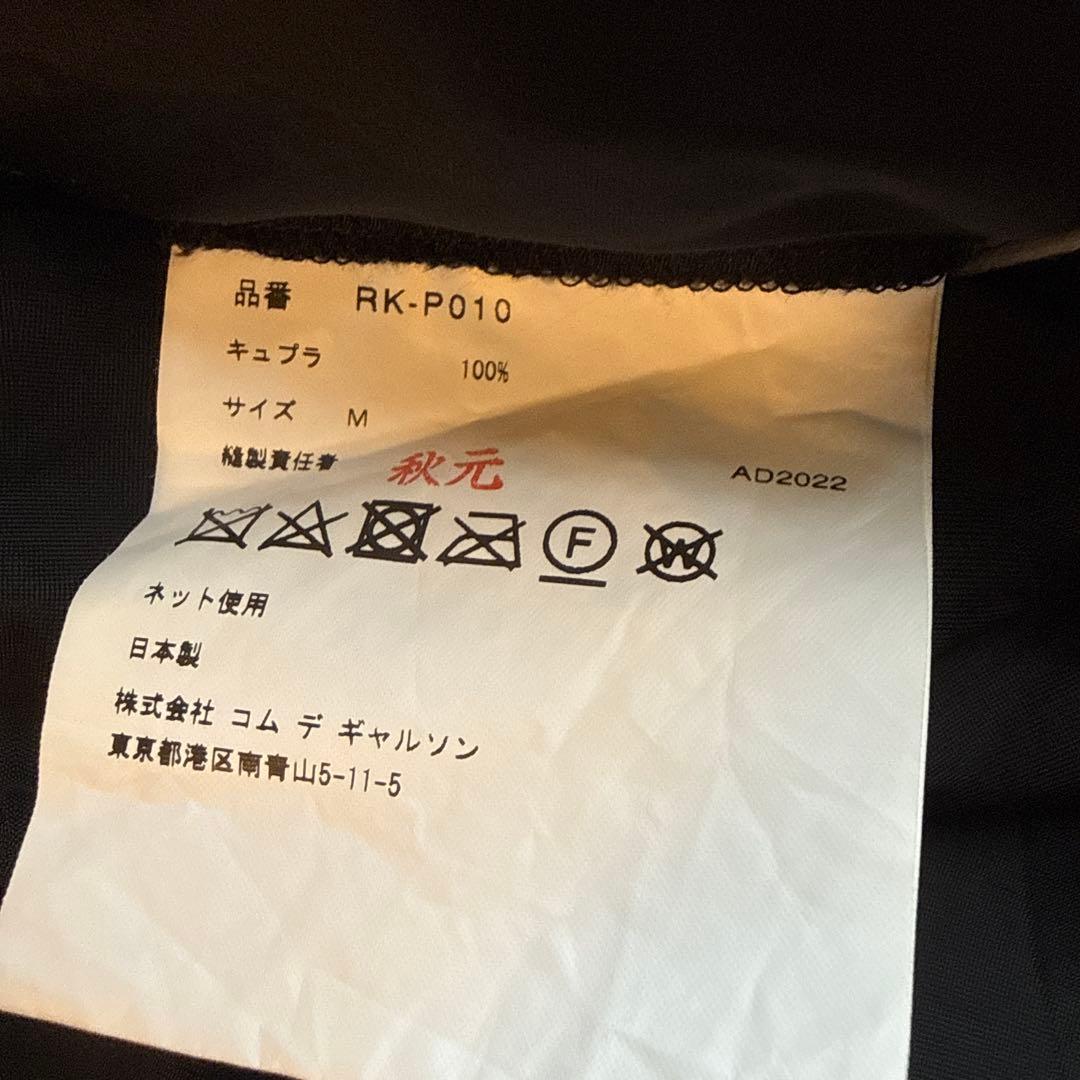 品番 RK-P010
キュプラ 100%
サイズ M
縫製責任者 秋元 AD2022
F W
ネット使用
日本製
株式会社 コム デ ギャルソン
東京都港区南青山5-11-5